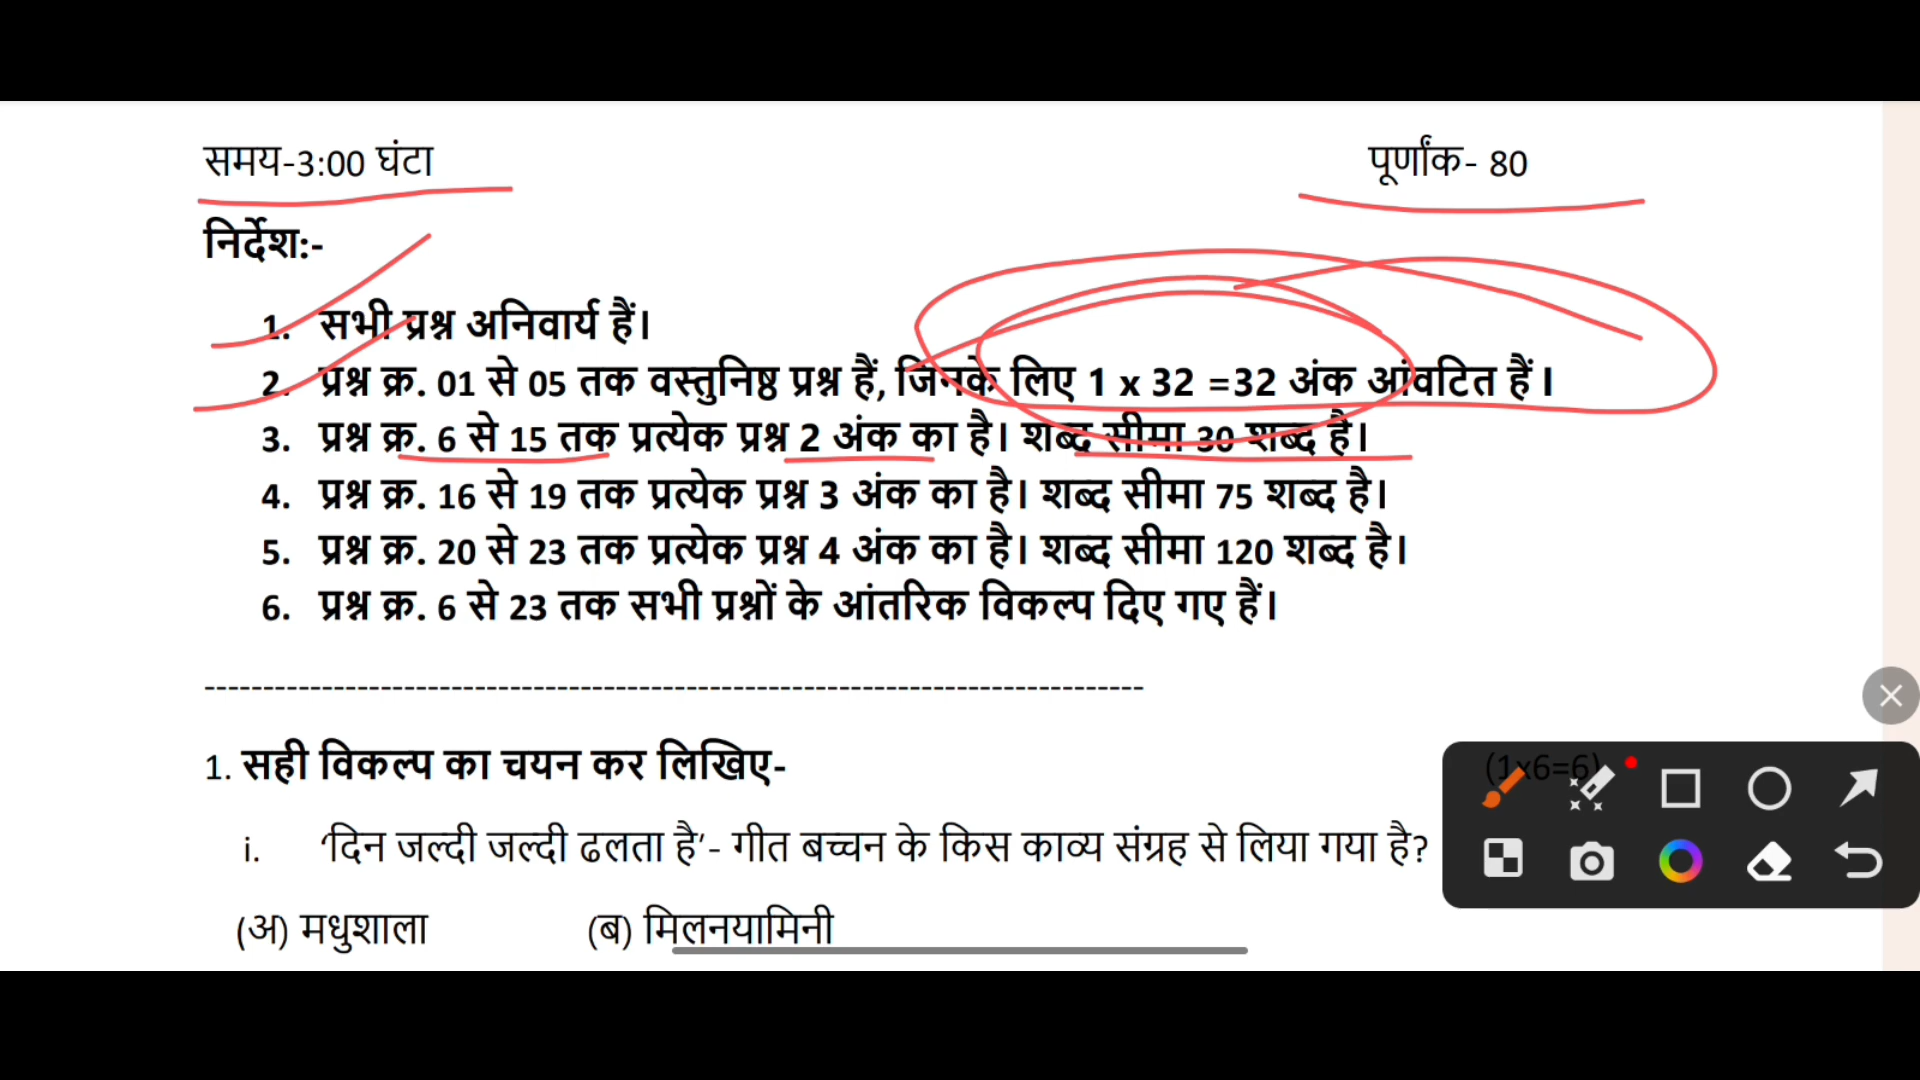 समय-3:00 घंटा पूर्णांक- 80
निर्देश:-
1. सभी प्रश्न अनिवार्य हैं।
2. प्रश्न क्र. 01 से 05 तक वस्तुनिष्ठ प्रश्न हैं, जिनके लिए 1 x 32 =32 अंक आंवटित हैं ।
3. प्रश्न क्र. 6 से 15 तक प्रत्येक प्रश्न 2 अंक का है। शब्द सीमा 30 शब्द है।
4. प्रश्न क्र. 16 से 19 तक प्रत्येक प्रश्न 3 अंक का है। शब्द सीमा 75 शब्द है।
5. प्रश्न क्र. 20 से 23 तक प्रत्येक प्रश्न 4 अंक का है। शब्द सीमा 120 शब्द है।
6. प्रश्न क्र. 6 से 23 तक सभी प्रश्नों के आंतरिक विकल्प दिए गए हैं।
--------------------------------------------------------------------------------
1. सही विकल्प का चयन कर लिखिए- (1x6=6)
i. ‘दिन जल्दी जल्दी ढलता है’- गीत बच्चन के किस काव्य संग्रह से लिया गया है?
(अ) मधुशाला (ब) मिलनयामिनी